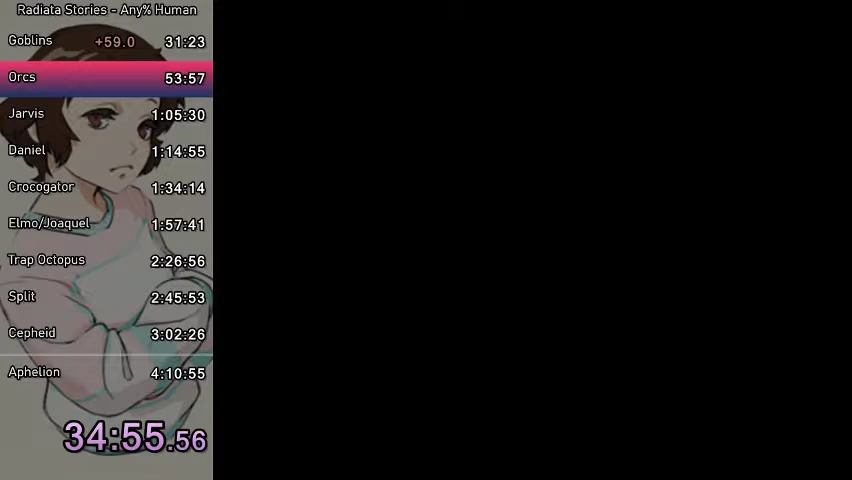 Radiata Stories - Any% Human
Goblins +59.0 31:23
Orcs 53:57
Jarvis 1:05:30
Daniel 1:14:55
Crocogator 1:34:14
Elmo/Joaquel 1:57:41
Trap Octopus 2:26:56
Split 2:45:53
Cepheid 3:02:26
Aphelion 4:10:55
34:55.56